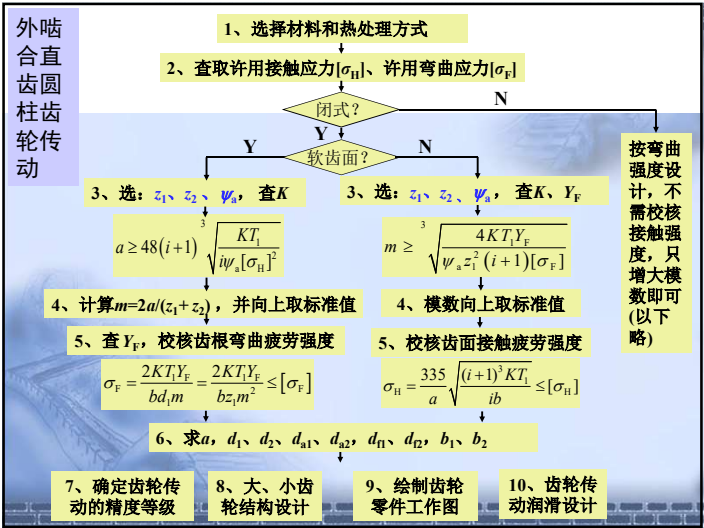 外啮
合直
齿圆
柱齿
轮传
动
1、选择材料和热处理方式
2、查取许用接触应力[σH]、许用弯曲应力[σF]
闭式？
N
Y
软齿面？
Y
N
按弯曲
强度设
计，不
需校核
接触强
度，只
增大模
数即可
(以下
略)
3、选：z1、z2 、ψa， 查K
a ≥ 48(i+1) ∛(KT1 / iψa[σH]²)
4、计算m=2a/(z1+z2) ，并向上取标准值
5、查 YF，校核齿根弯曲疲劳强度
σF = 2KT1YF / bd1m = 2KT1YF / bz1m² ≤ [σF]
3、选：z1、z2 、ψa， 查K、YF
m ≥ ∛(4KT1YF / ψa z1² (i+1)[σF])
4、模数向上取标准值
5、校核齿面接触疲劳强度
σH = 335/a √((i+1)³KT1 / ib) ≤ [σH]
6、求a，d1、d2、da1、da2，df1、df2，b1、b2
7、确定齿轮传
动的精度等级
8、大、小齿
轮结构设计
9、绘制齿轮
零件工作图
10、齿轮传
动润滑设计